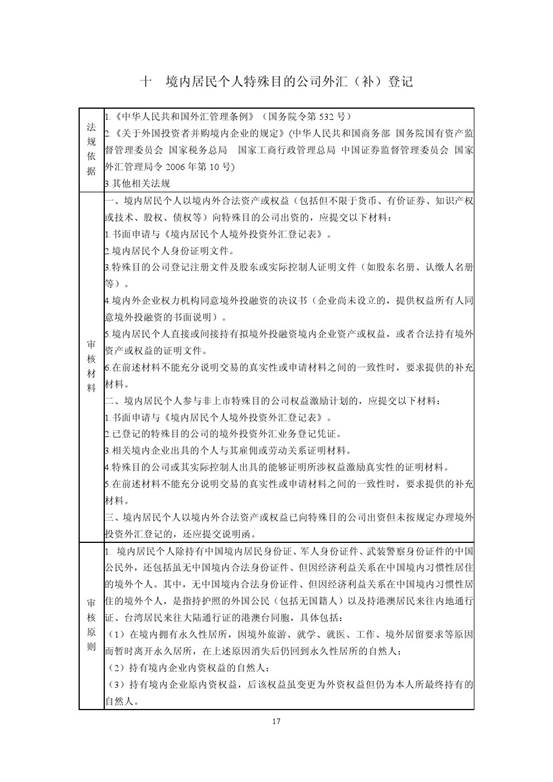 十 境内居民个人特殊目的公司外汇（补）登记
法规依据
1.《中华人民共和国外汇管理条例》（国务院令第 532 号）
2.《关于外国投资者并购境内企业的规定》(中华人民共和国商务部 国务院国有资产监
督管理委员会 国家税务总局 国家工商行政管理总局 中国证券监督管理委员会 国家
外汇管理局令 2006 年第 10 号)
3.其他相关法规
审核材料
一、境内居民个人以境内外合法资产或权益（包括但不限于货币、有价证券、知识产权
或技术、股权、债权等）向特殊目的公司出资的，应提交以下材料：
1.书面申请与《境内居民个人境外投资外汇登记表》。
2.境内居民个人身份证明文件。
3.特殊目的公司登记注册文件及股东或实际控制人证明文件（如股东名册、认缴人名册
等）。
4.境内外企业权力机构同意境外投融资的决议书（企业尚未设立的，提供权益所有人同
意境外投融资的书面说明）。
5.境内居民个人直接或间接持有拟境外投融资境内企业资产或权益，或者合法持有境外
资产或权益的证明文件。
6.在前述材料不能充分说明交易的真实性或申请材料之间的一致性时，要求提供的补充
材料。
二、境内居民个人参与非上市特殊目的公司权益激励计划的，应提交以下材料：
1.书面申请与《境内居民个人境外投资外汇登记表》。
2.已登记的特殊目的公司的境外投资外汇业务登记凭证。
3.相关境内企业出具的个人与其雇佣或劳动关系证明材料。
4.特殊目的公司或其实际控制人出具的能够证明所涉权益激励真实性的证明材料。
5.在前述材料不能充分说明交易的真实性或申请材料之间的一致性时，要求提供的补充
材料。
三、境内居民个人以境内外合法资产或权益已向特殊目的公司出资但未按规定办理境外
投资外汇登记的，还应提交说明函。
审核原则
1. 境内居民个人除持有中国境内居民身份证、军人身份证件、武装警察身份证件的中国
公民外，还包括虽无中国境内合法身份证件、但因经济利益关系在中国境内习惯性居住
的境外个人。其中，无中国境内合法身份证件、但因经济利益关系在中国境内习惯性居
住的境外个人，是指持护照的外国公民（包括无国籍人）以及持港澳居民来往内地通行
证、台湾居民来往大陆通行证的港澳台同胞，具体包括：
（1）在境内拥有永久性居所，因境外旅游、就学、就医、工作、境外居留要求等原因
而暂时离开永久居所，在上述原因消失后仍回到永久性居所的自然人；
（2）持有境内企业内资权益的自然人；
（3）持有境内企业原内资权益，后该权益虽变更为外资权益但仍为本人所最终持有的
自然人。
17